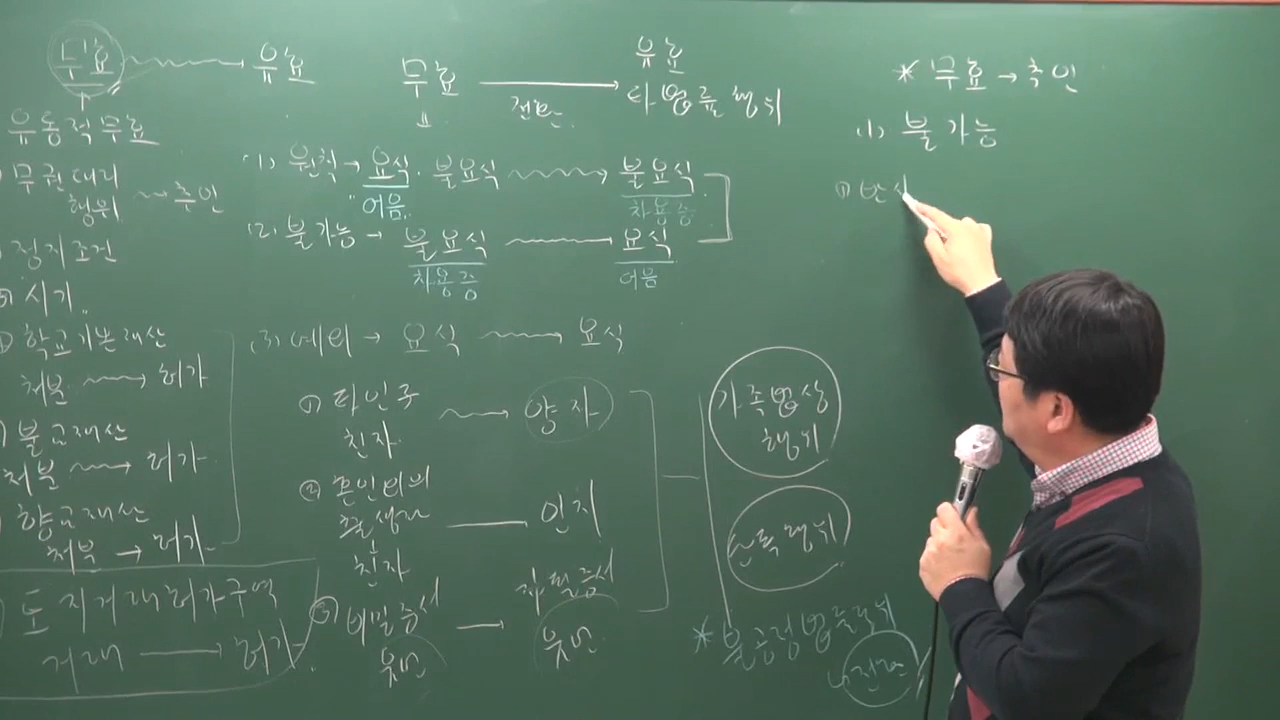 무효 → 유효
유동적무효
무권대리
행위 → 추인
정지조건
시기
학교기본재산
처분 → 허가
불교재산
처분 → 허가
향교재산
처분 → 허가
토지거래허가구역
거래 → 허가
무효 → 유효
전환 타법률행위
(1) 원칙 → 요식·불요식 → 불요식
어음 차용증
(2) 불가능 → 불요식 → 요식
차용증 어음
(3) 예외 → 요식 → 요식
① 타인 → 양자
친자
② 혼인외의
출생자 → 인지
친자
③ 비밀증서 → 자필증서
유언 유언
가족법상
행위
행위
* 불공정법률행위
전환
* 무효 → 추인
(1) 불가능
① 반사